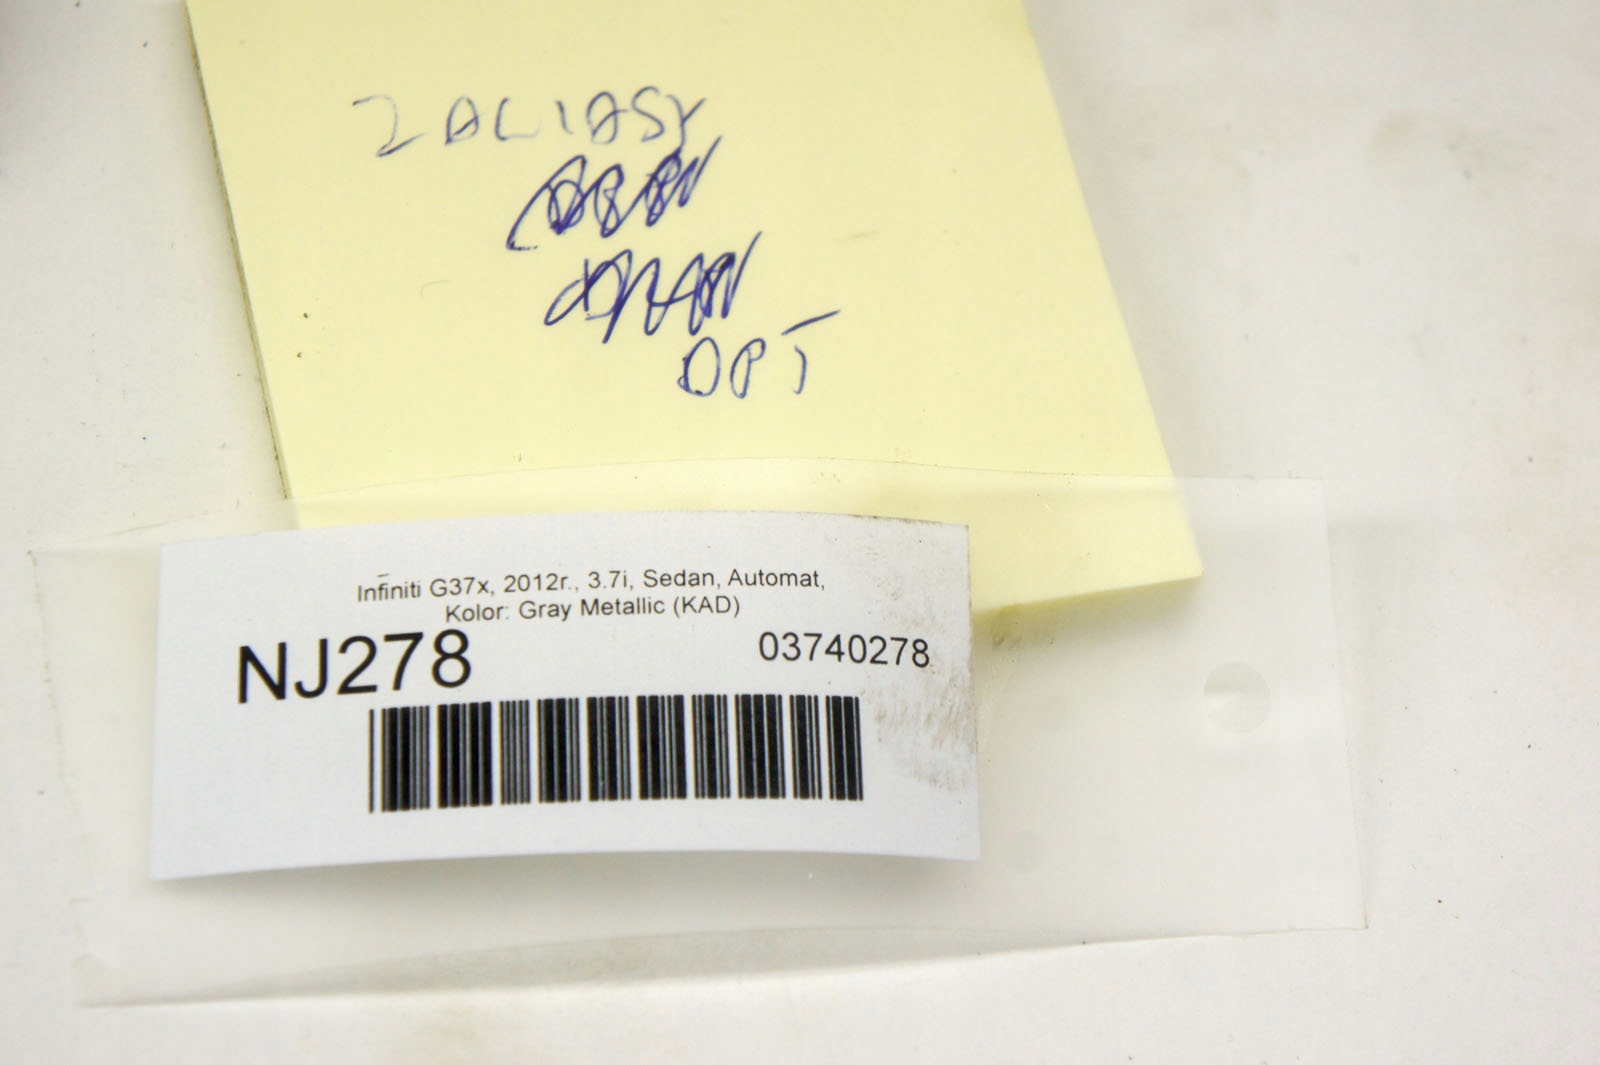 ZALIASY
OPT
Infiniti G37x, 2012r., 3.7i, Sedan, Automat,
Kolor: Gray Metallic (KAD)
NJ278
03740278